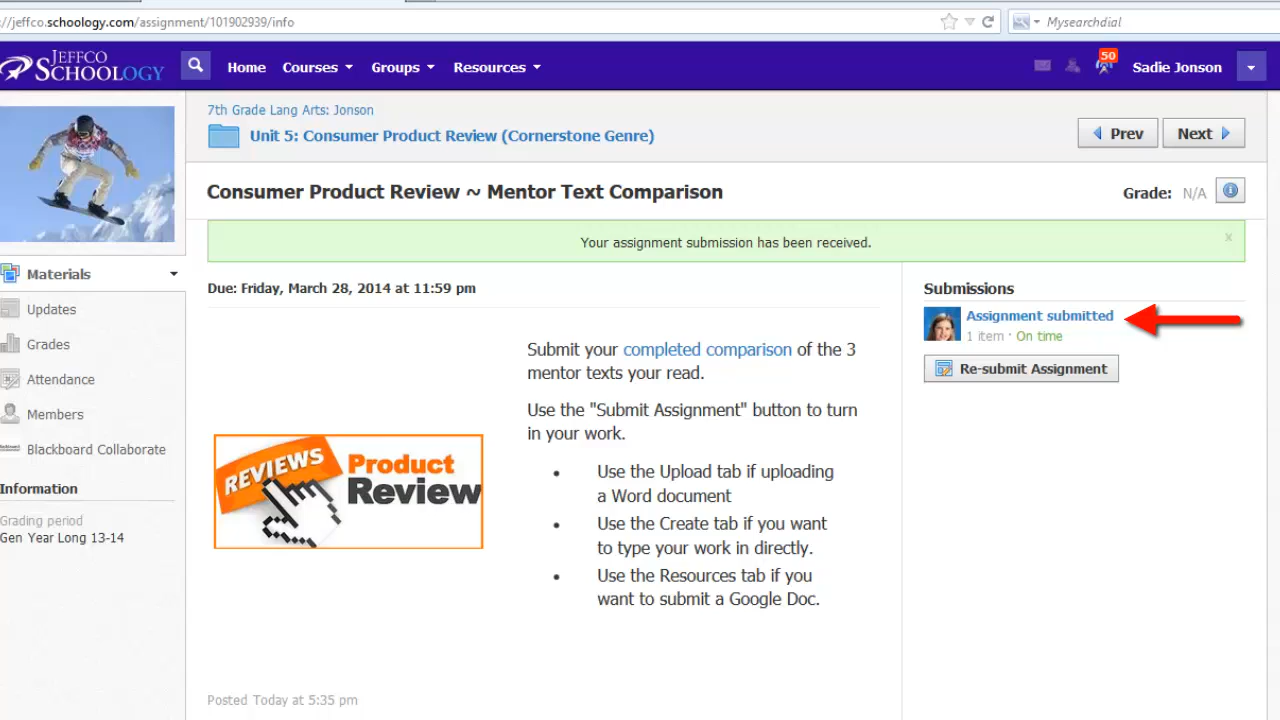 ://jeffco.schoology.com/assignment/101902939/info
Mysearchdial
JEFFCO
SCHOOLOGY
Home
Courses
Groups
Resources
50
Sadie Jonson
7th Grade Lang Arts: Jonson
Unit 5: Consumer Product Review (Cornerstone Genre)
Prev
Next
Consumer Product Review ~ Mentor Text Comparison
Grade: N/A
Your assignment submission has been received.
x
Materials
Updates
Grades
Attendance
Members
Blackboard Collaborate
Information
Grading period
Gen Year Long 13-14
Due: Friday, March 28, 2014 at 11:59 pm
Submit your completed comparison of the 3
mentor texts your read.
Use the "Submit Assignment" button to turn
in your work.
• Use the Upload tab if uploading
a Word document
• Use the Create tab if you want
to type your work in directly.
• Use the Resources tab if you
want to submit a Google Doc.
REVIEWS
Product
Review
Posted Today at 5:35 pm
Submissions
Assignment submitted
1 item · On time
Re-submit Assignment